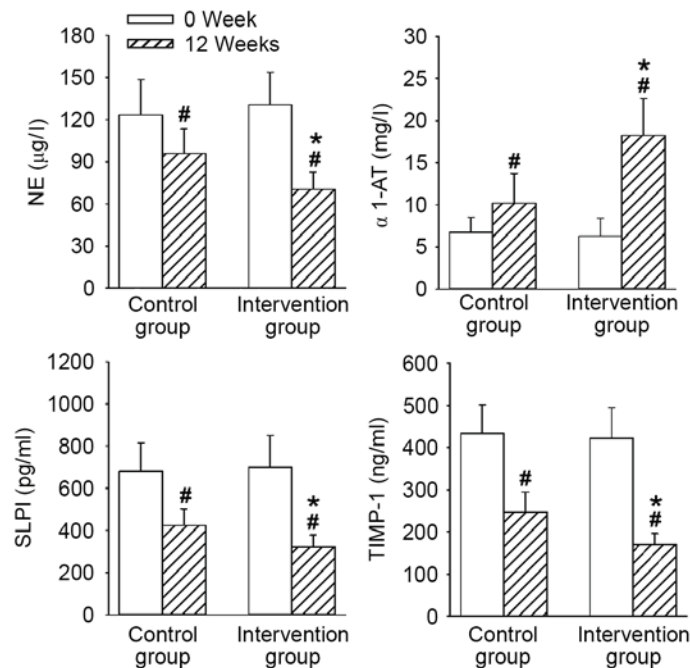 0 Week
12 Weeks
NE (μg/l)
180
150
120
90
60
30
0
#
*
#
Control
group
Intervention
group
α 1-AT (mg/l)
30
25
20
15
10
5
0
#
*
#
Control
group
Intervention
group
SLPI (pg/ml)
1200
1000
800
600
400
200
0
#
*
#
Control
group
Intervention
group
TIMP-1 (ng/ml)
600
500
400
300
200
100
0
#
*
#
Control
group
Intervention
group